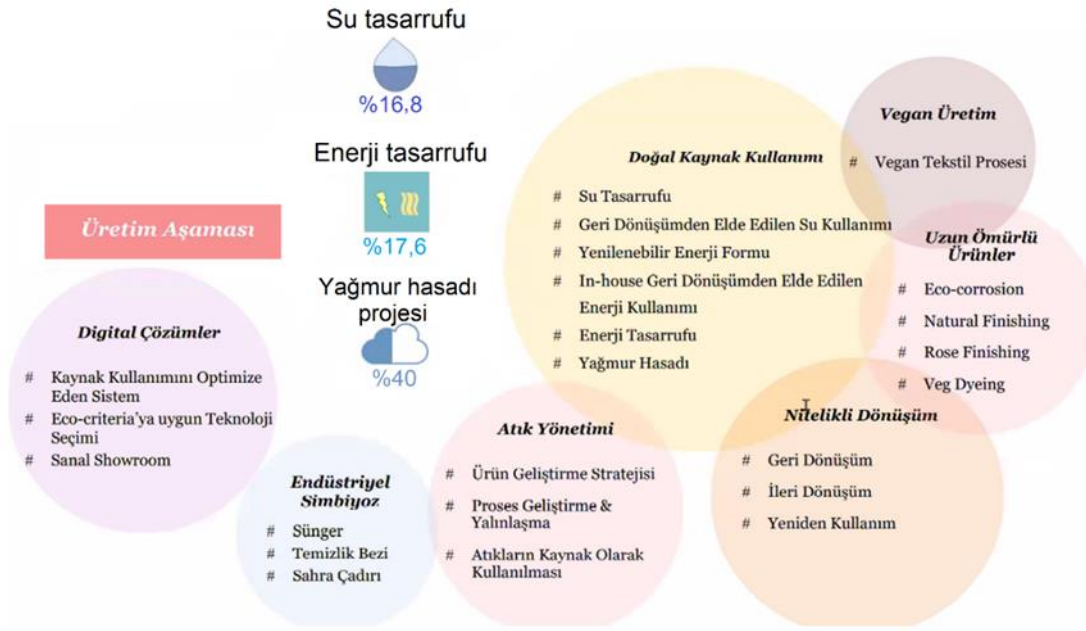 Su tasarrufu
%16,8
Enerji tasarrufu
%17,6
Yağmur hasadı
projesi
%40
Üretim Aşaması
Digital Çözümler
# Kaynak Kullanımını Optimize
Eden Sistem
# Eco-criteria'ya uygun Teknoloji
Seçimi
# Sanal Showroom
Endüstriyel
Simbiyoz
# Sünger
# Temizlik Bezi
# Sahra Çadırı
Atık Yönetimi
# Ürün Geliştirme Stratejisi
# Proses Geliştirme &
Yalınlaşma
# Atıkların Kaynak Olarak
Kullanılması
Doğal Kaynak Kullanımı
# Su Tasarrufu
# Geri Dönüşümden Elde Edilen Su Kullanımı
# Yenilenebilir Enerji Formu
# In-house Geri Dönüşümden Elde Edilen
Enerji Kullanımı
# Enerji Tasarrufu
# Yağmur Hasadı
Vegan Üretim
# Vegan Tekstil Prosesi
Uzun Ömürlü
Ürünler
# Eco-corrosion
# Natural Finishing
# Rose Finishing
# Veg Dyeing
Nitelikli Dönüşüm
# Geri Dönüşüm
# İleri Dönüşüm
# Yeniden Kullanım